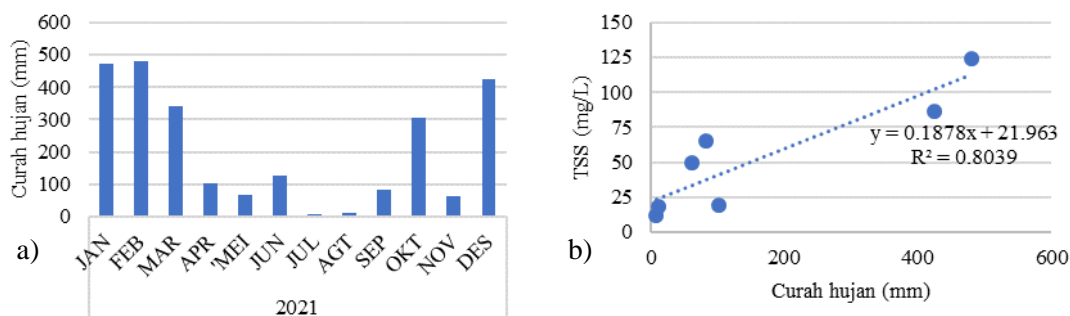 a)
Curah hujan (mm)
600
500
400
300
200
100
0
JAN
FEB
MAR
APR
'MEI
JUN
JUL
AGT
SEP
OKT
NOV
DES
2021
b)
TSS (mg/L)
150
125
100
75
50
25
0
y = 0.1878x + 21.963
R² = 0.8039
0 200 400 600
Curah hujan (mm)